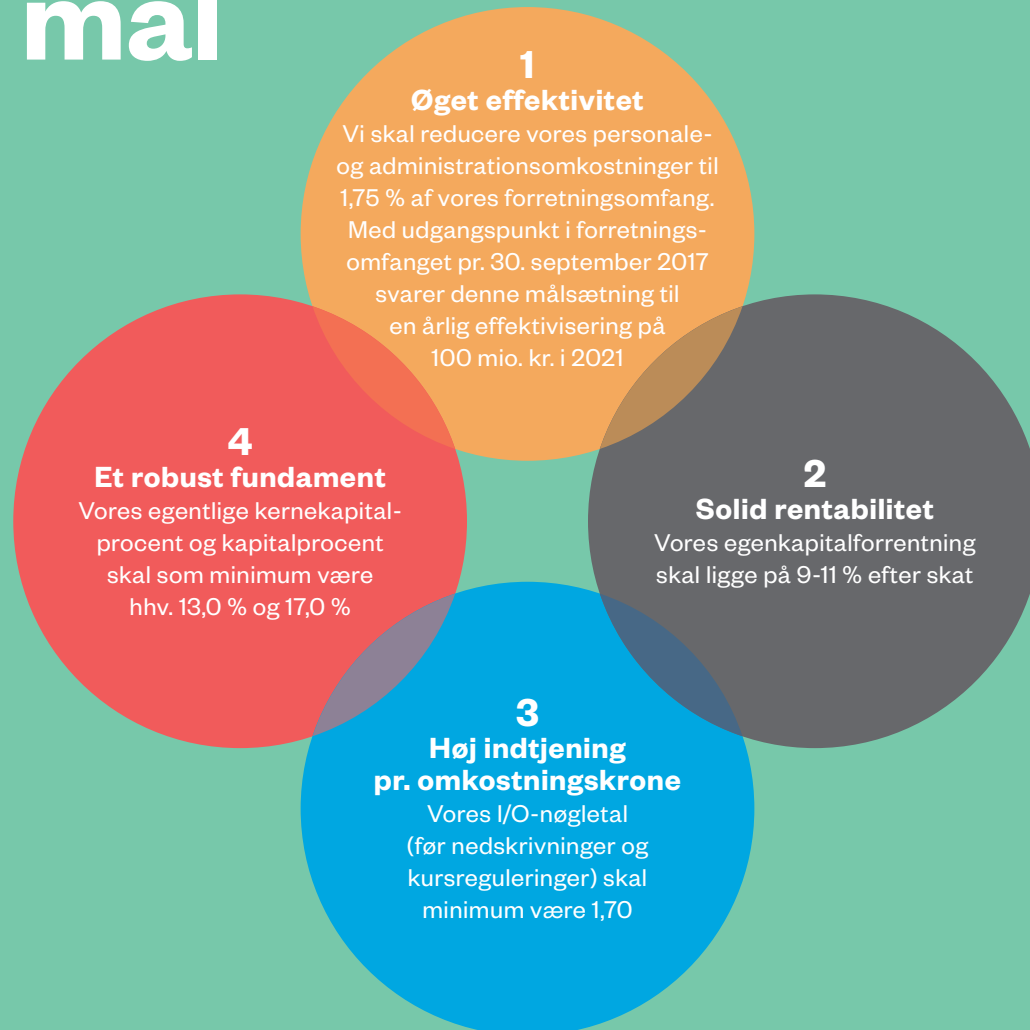 mål
1
Øget effektivitet
Vi skal reducere vores personale-
og administrationsomkostninger til
1,75 % af vores forretningsomfang.
Med udgangspunkt i forretnings-
omfanget pr. 30. september 2017
svarer denne målsætning til
en årlig effektivisering på
100 mio. kr. i 2021
4
Et robust fundament
Vores egentlige kernekapital-
procent og kapitalprocent
skal som minimum være
hhv. 13,0 % og 17,0 %
2
Solid rentabilitet
Vores egenkapitalforrentning
skal ligge på 9-11 % efter skat
3
Høj indtjening
pr. omkostningskrone
Vores I/O-nøgletal
(før nedskrivninger og
kursreguleringer) skal
minimum være 1,70